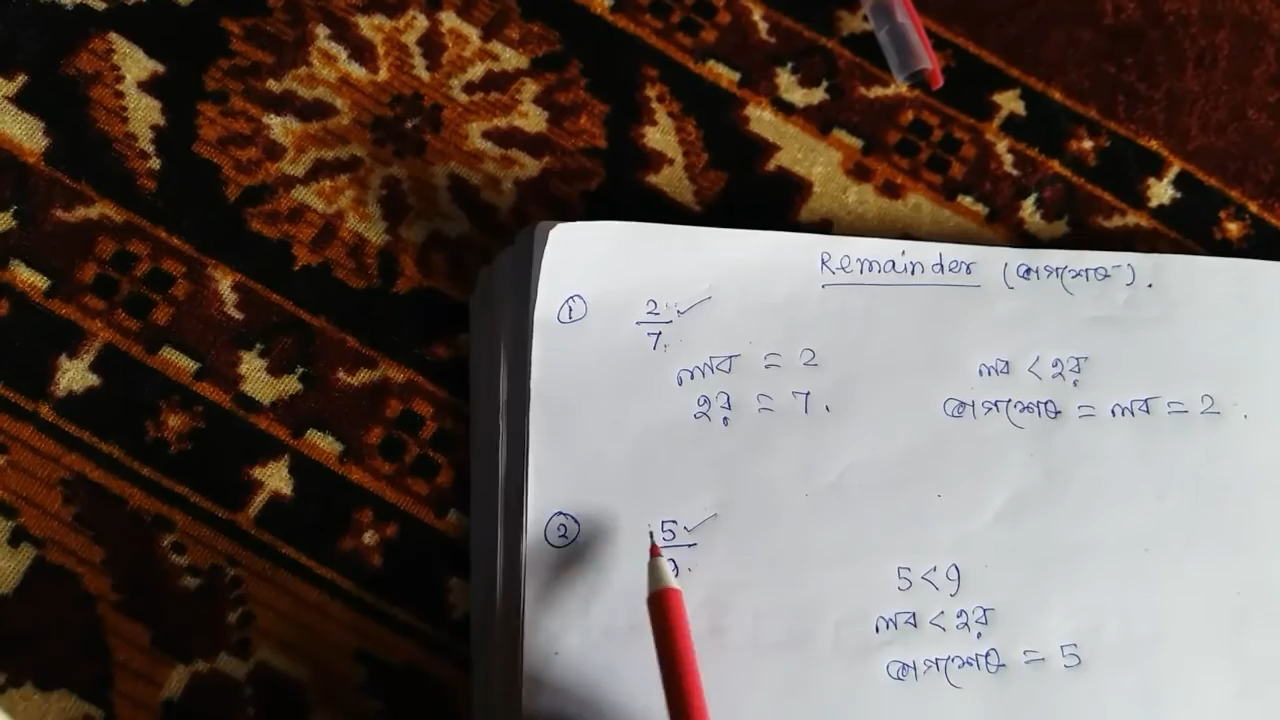 Remainder (ভাগশেষ).
① 2/7 ✓
লব = 2
হর = 7.
লব < হর
ভাগশেষ = লব = 2.
② 5/9 ✓
5 < 9
লব < হর
ভাগশেষ = 5